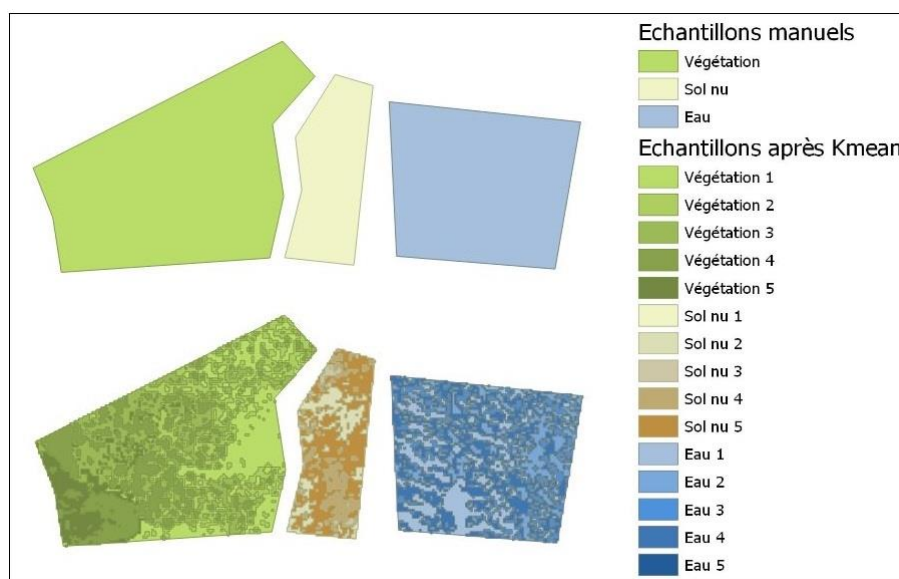 Echantillons manuels
Végétation
Sol nu
Eau
Echantillons après Kmean
Végétation 1
Végétation 2
Végétation 3
Végétation 4
Végétation 5
Sol nu 1
Sol nu 2
Sol nu 3
Sol nu 4
Sol nu 5
Eau 1
Eau 2
Eau 3
Eau 4
Eau 5